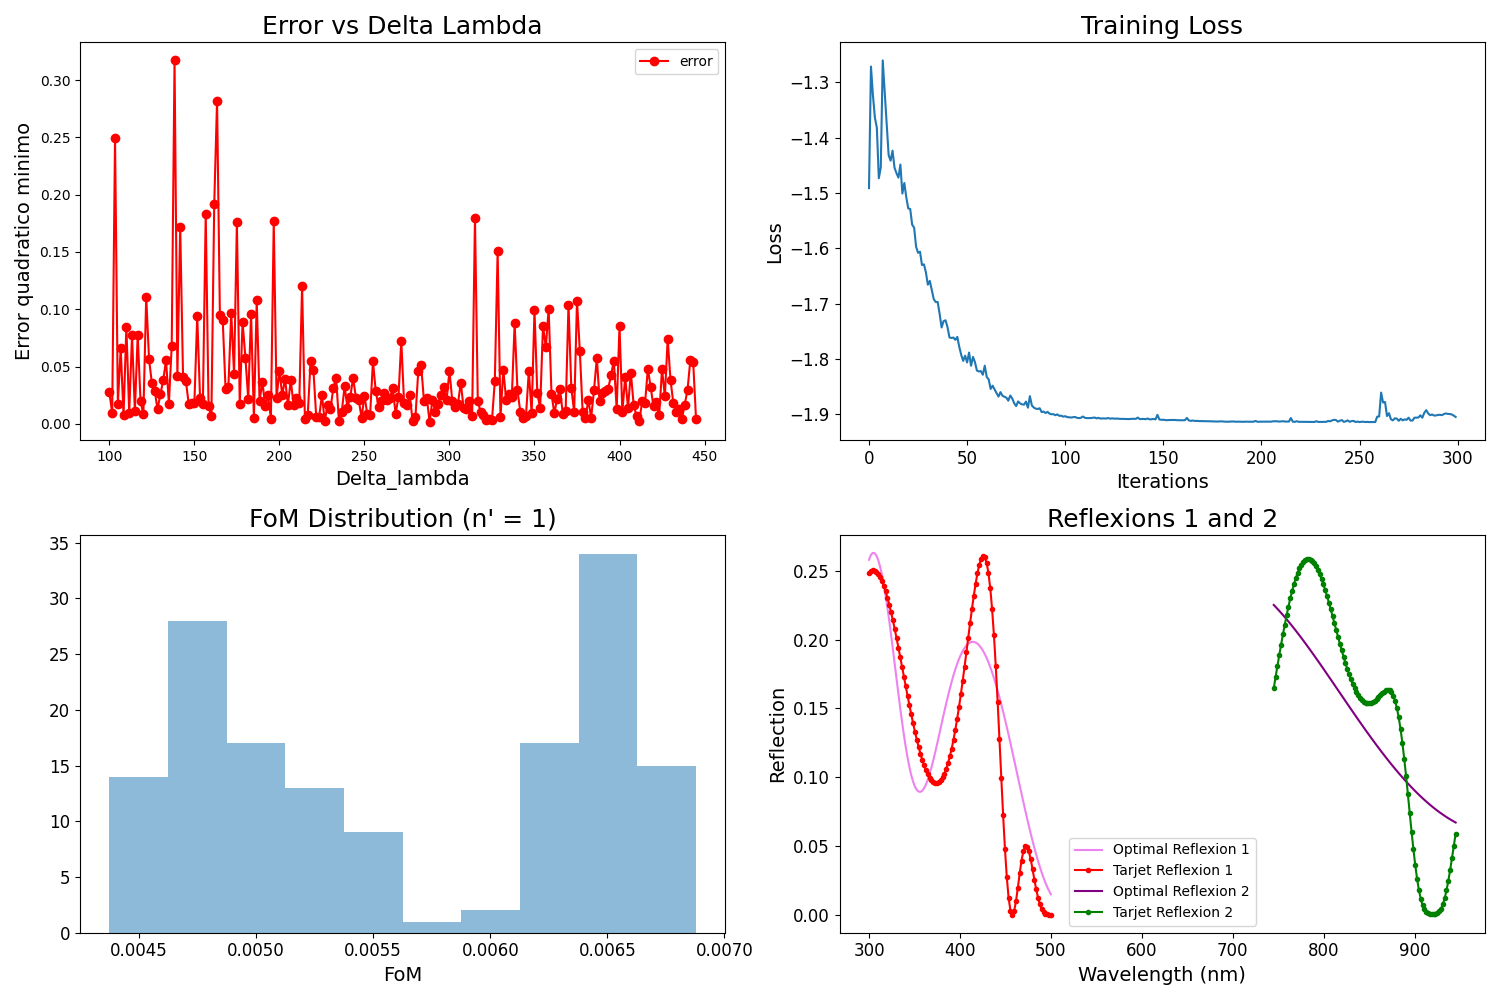 Error vs Delta Lambda
error
Error quadratico minimo
0.30
0.25
0.20
0.15
0.10
0.05
0.00
100 150 200 250 300 350 400 450
Delta_lambda
Training Loss
Loss
−1.3
−1.4
−1.5
−1.6
−1.7
−1.8
−1.9
0 50 100 150 200 250 300
Iterations
FoM Distribution (n' = 1)
35
30
25
20
15
10
5
0
0.0045 0.0050 0.0055 0.0060 0.0065 0.0070
FoM
Reflexions 1 and 2
Reflection
0.25
0.20
0.15
0.10
0.05
0.00
Optimal Reflexion 1
Tarjet Reflexion 1
Optimal Reflexion 2
Tarjet Reflexion 2
300 400 500 600 700 800 900
Wavelength (nm)